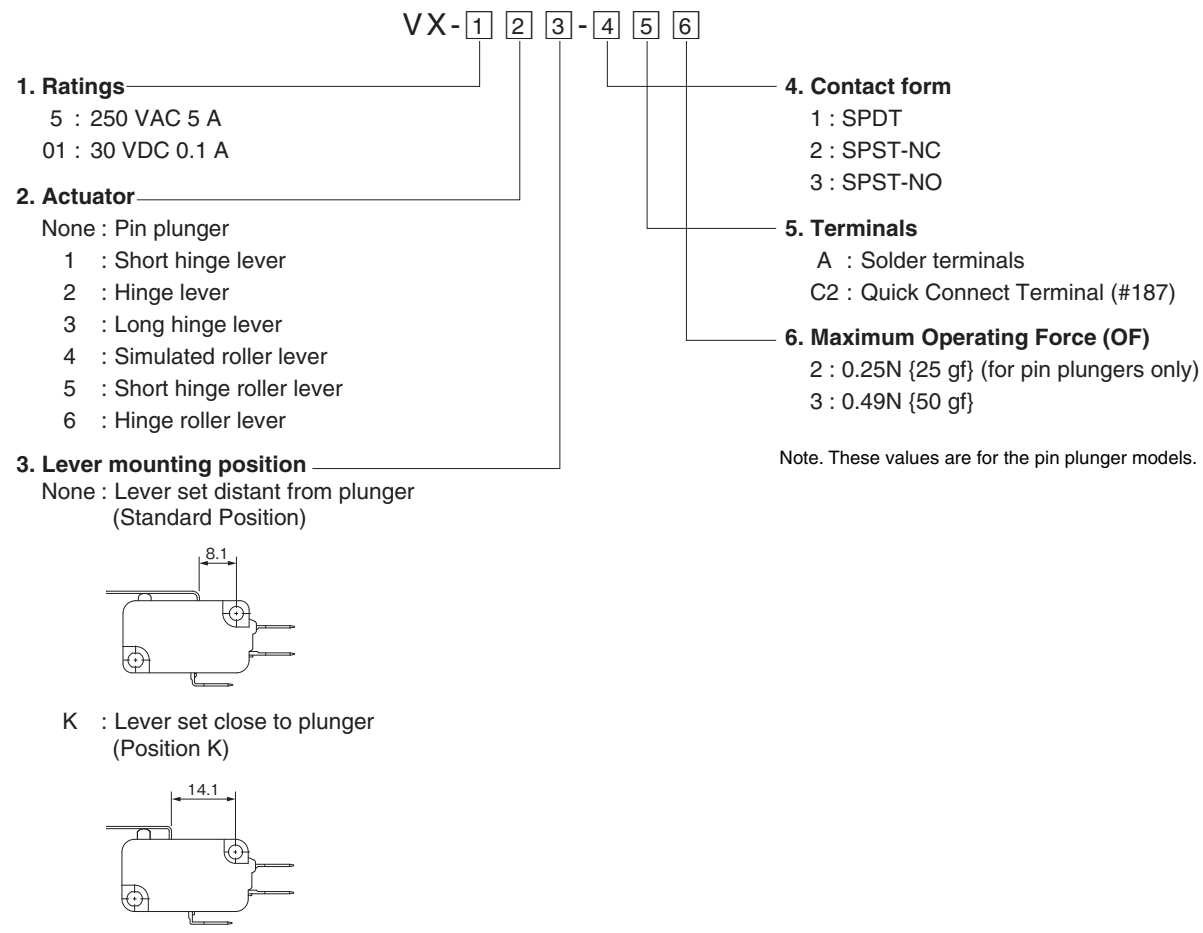 VX-1 2 3-4 5 6
1. Ratings
5 : 250 VAC 5 A
01 : 30 VDC 0.1 A
2. Actuator
None : Pin plunger
1 : Short hinge lever
2 : Hinge lever
3 : Long hinge lever
4 : Simulated roller lever
5 : Short hinge roller lever
6 : Hinge roller lever
3. Lever mounting position
None : Lever set distant from plunger
(Standard Position)
8.1
K : Lever set close to plunger
(Position K)
14.1
4. Contact form
1 : SPDT
2 : SPST-NC
3 : SPST-NO
5. Terminals
A : Solder terminals
C2 : Quick Connect Terminal (#187)
6. Maximum Operating Force (OF)
2 : 0.25N {25 gf} (for pin plungers only)
3 : 0.49N {50 gf}
Note. These values are for the pin plunger models.